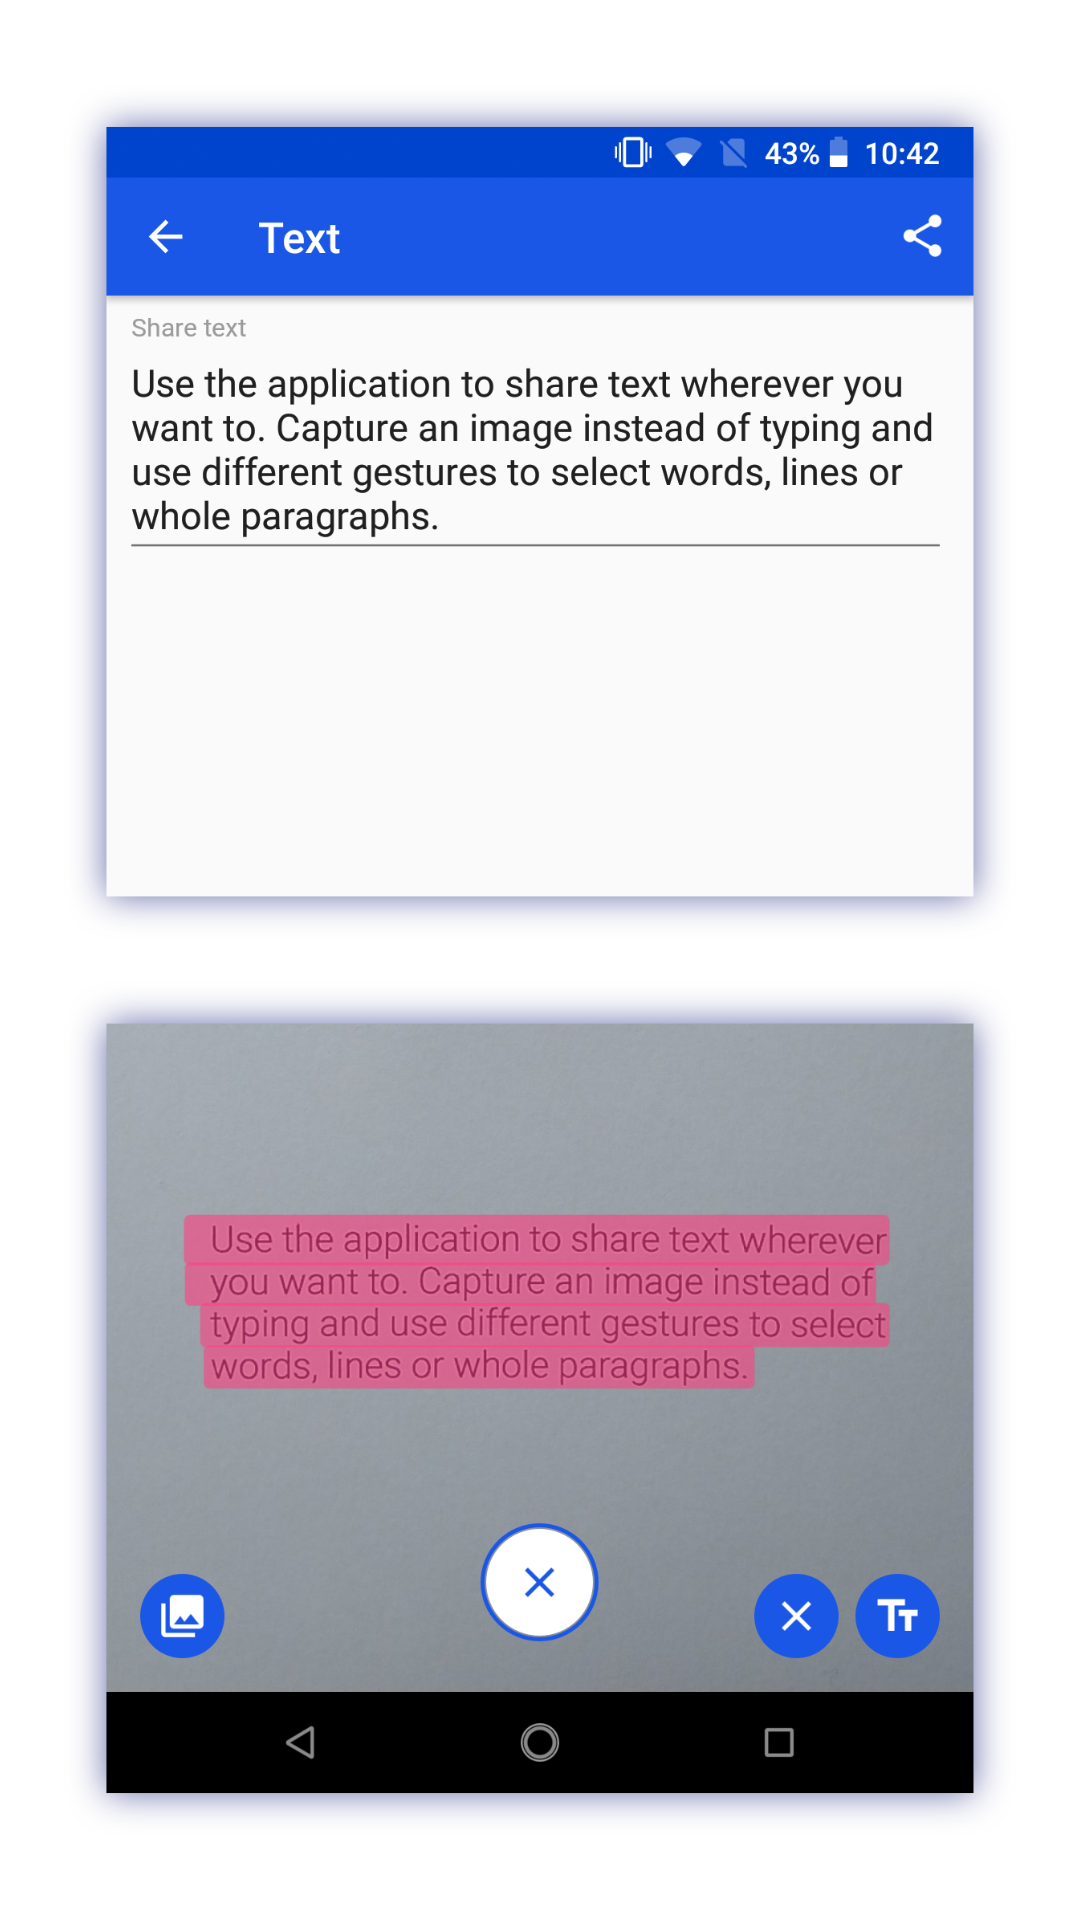 43% 10:42
Text
Share text
Use the application to share text wherever you
want to. Capture an image instead of typing and
use different gestures to select words, lines or
whole paragraphs.
Use the application to share text wherever
you want to. Capture an image instead of
typing and use different gestures to select
words, lines or whole paragraphs.
Tт